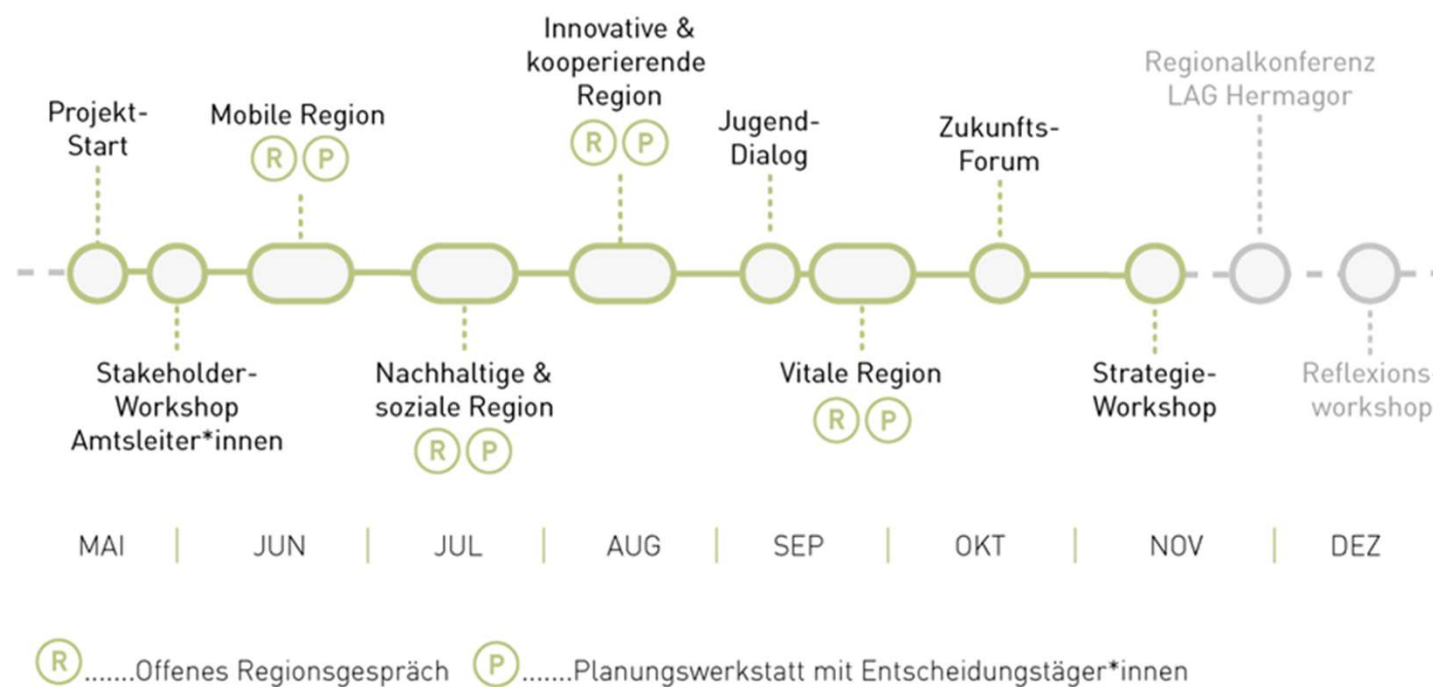 Projekt-
Start
Mobile Region
R P
Innovative &
kooperierende
Region
R P
Jugend-
Dialog
Zukunfts-
Forum
Regionalkonferenz
LAG Hermagor
Stakeholder-
Workshop
Amtsleiter*innen
Nachhaltige &
soziale Region
R P
Vitale Region
R P
Strategie-
Workshop
Reflexions-
workshop
MAI | JUN | JUL | AUG | SEP | OKT | NOV | DEZ
R.......Offenes Regionsgespräch P.......Planungswerkstatt mit Entscheidungstäger*innen